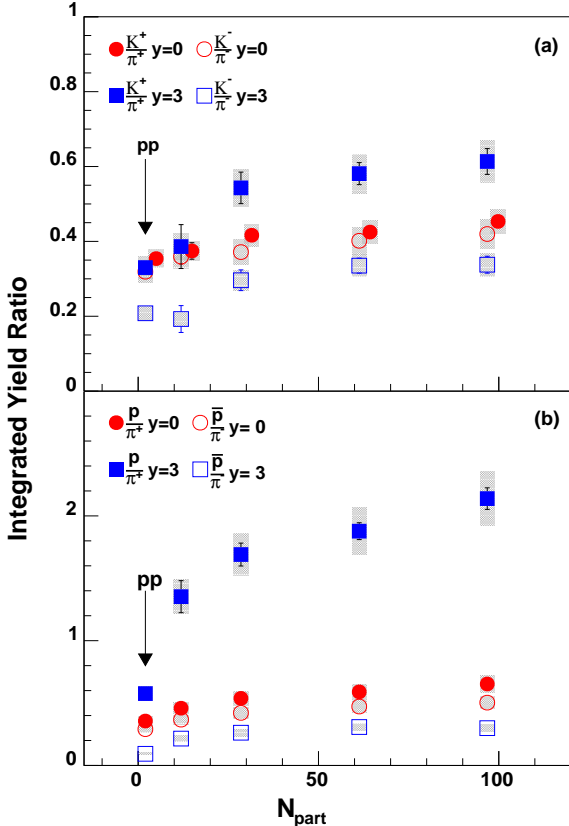 1
K+/π+ y=0 K-/π- y=0
(a)
0.8
K+/π+ y=3 K-/π- y=3
pp
0.6
0.4
0.2
0
Integrated Yield Ratio
p/π+ y=0 p̄/π- y = 0
(b)
p/π+ y=3 p̄/π- y = 3
2
pp
1
0
0 50 100
Npart